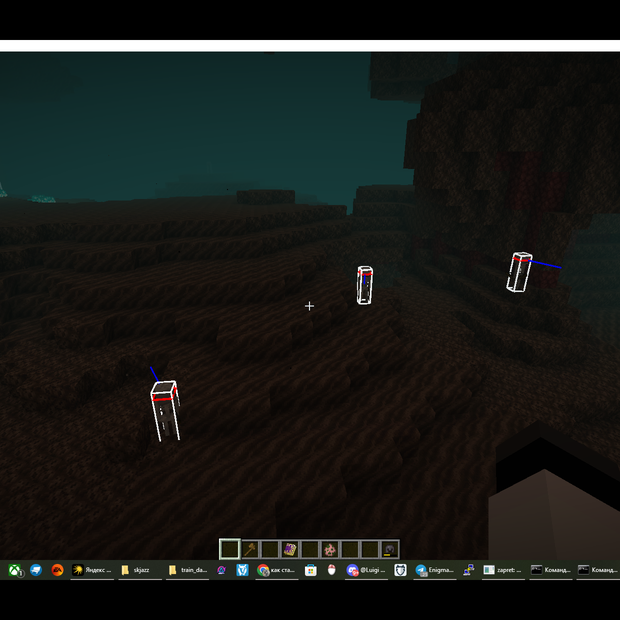 Яндекс ...
skjazz
train_da...
как ста...
@Luigi ...
Enigma...
zapret: ...
Команд...
Команд...